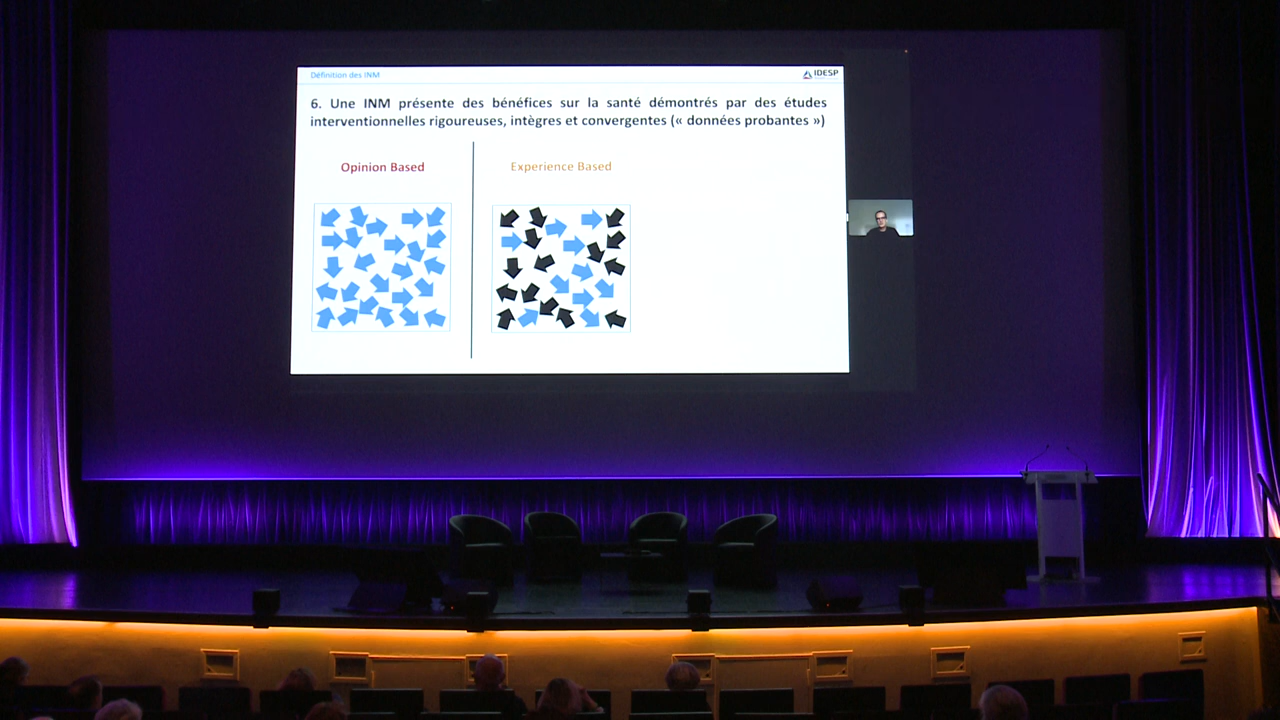 Définition des INM
IDESP
6. Une INM présente des bénéfices sur la santé démontrés par des études
interventionnelles rigoureuses, intègres et convergentes (« données probantes »)
Opinion Based
Experience Based